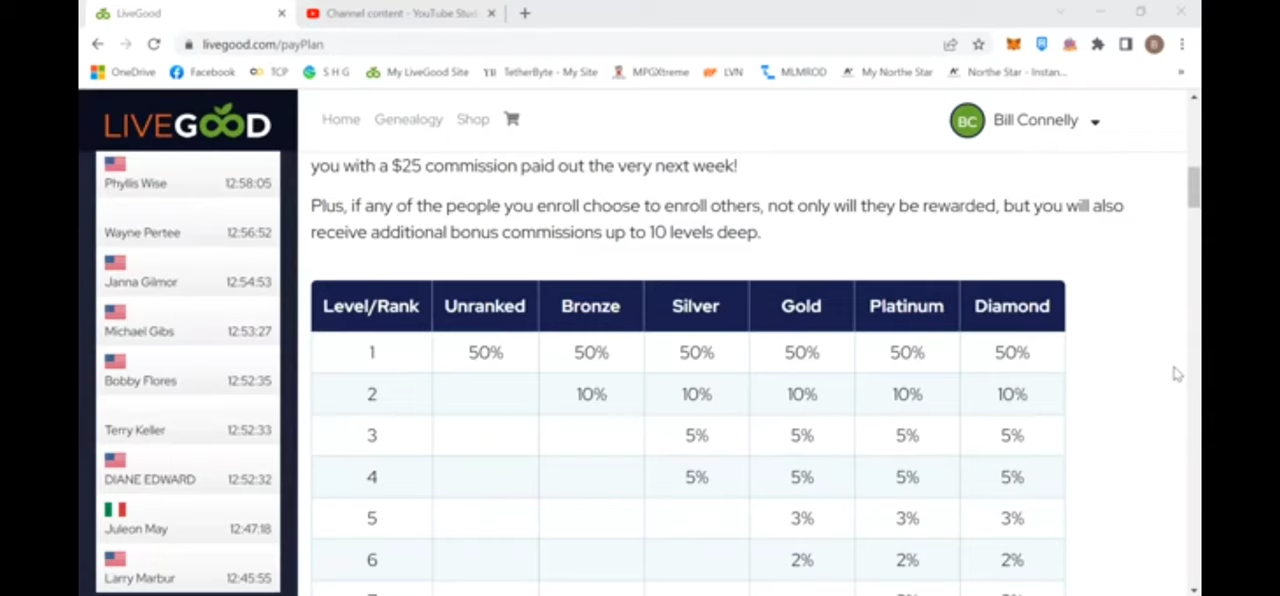 LiveGood
Channel content - YouTube Stud
livegood.com/payPlan
B
OneDrive Facebook TCP S H G My LiveGood Site TetherByte - My Site MPGXtreme LVN MLMROD My Northe Star Northe Star - Instan...
LIVEGOOD
Home Genealogy Shop
BC Bill Connelly
Phyllis Wise 12:58:05
Wayne Pertee 12:56:52
Janna Gilmor 12:54:53
Michael Gibs 12:53:27
Bobby Flores 12:52:35
Terry Keller 12:52:33
DIANE EDWARD 12:52:32
Juleon May 12:47:18
Larry Marbur 12:45:55
you with a $25 commission paid out the very next week!
Plus, if any of the people you enroll choose to enroll others, not only will they be rewarded, but you will also
receive additional bonus commissions up to 10 levels deep.
Level/Rank Unranked Bronze Silver Gold Platinum Diamond
1 50% 50% 50% 50% 50% 50%
2 10% 10% 10% 10% 10%
3 5% 5% 5% 5%
4 5% 5% 5% 5%
5 3% 3% 3%
6 2% 2% 2%